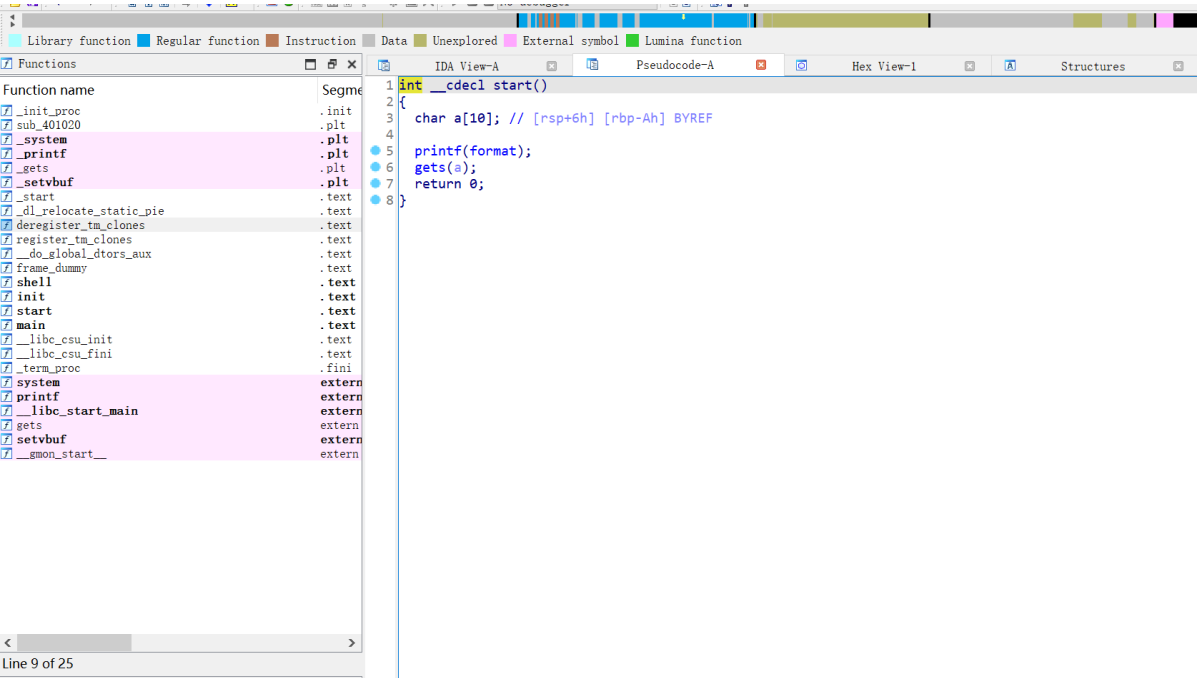 Library function Regular function Instruction Data Unexplored External symbol Lumina function
Functions
IDA View-A Pseudocode-A Hex View-1 Structures
Function name Segme
_init_proc .init
sub_401020 .plt
_system .plt
_printf .plt
_gets .plt
_setvbuf .plt
_start .text
_dl_relocate_static_pie .text
deregister_tm_clones .text
register_tm_clones .text
__do_global_dtors_aux .text
frame_dummy .text
shell .text
init .text
start .text
main .text
__libc_csu_init .text
__libc_csu_fini .text
_term_proc .fini
system extern
printf extern
__libc_start_main extern
gets extern
setvbuf extern
__gmon_start__ extern
Line 9 of 25
1 int __cdecl start()
2 {
3 char a[10]; // [rsp+6h] [rbp-Ah] BYREF
4
5 printf(format);
6 gets(a);
7 return 0;
8 }